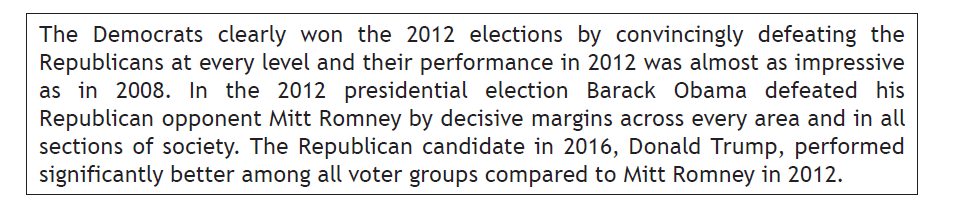 The Democrats clearly won the 2012 elections by convincingly defeating the
Republicans at every level and their performance in 2012 was almost as impressive
as in 2008. In the 2012 presidential election Barack Obama defeated his
Republican opponent Mitt Romney by decisive margins across every area and in all
sections of society. The Republican candidate in 2016, Donald Trump, performed
significantly better among all voter groups compared to Mitt Romney in 2012.